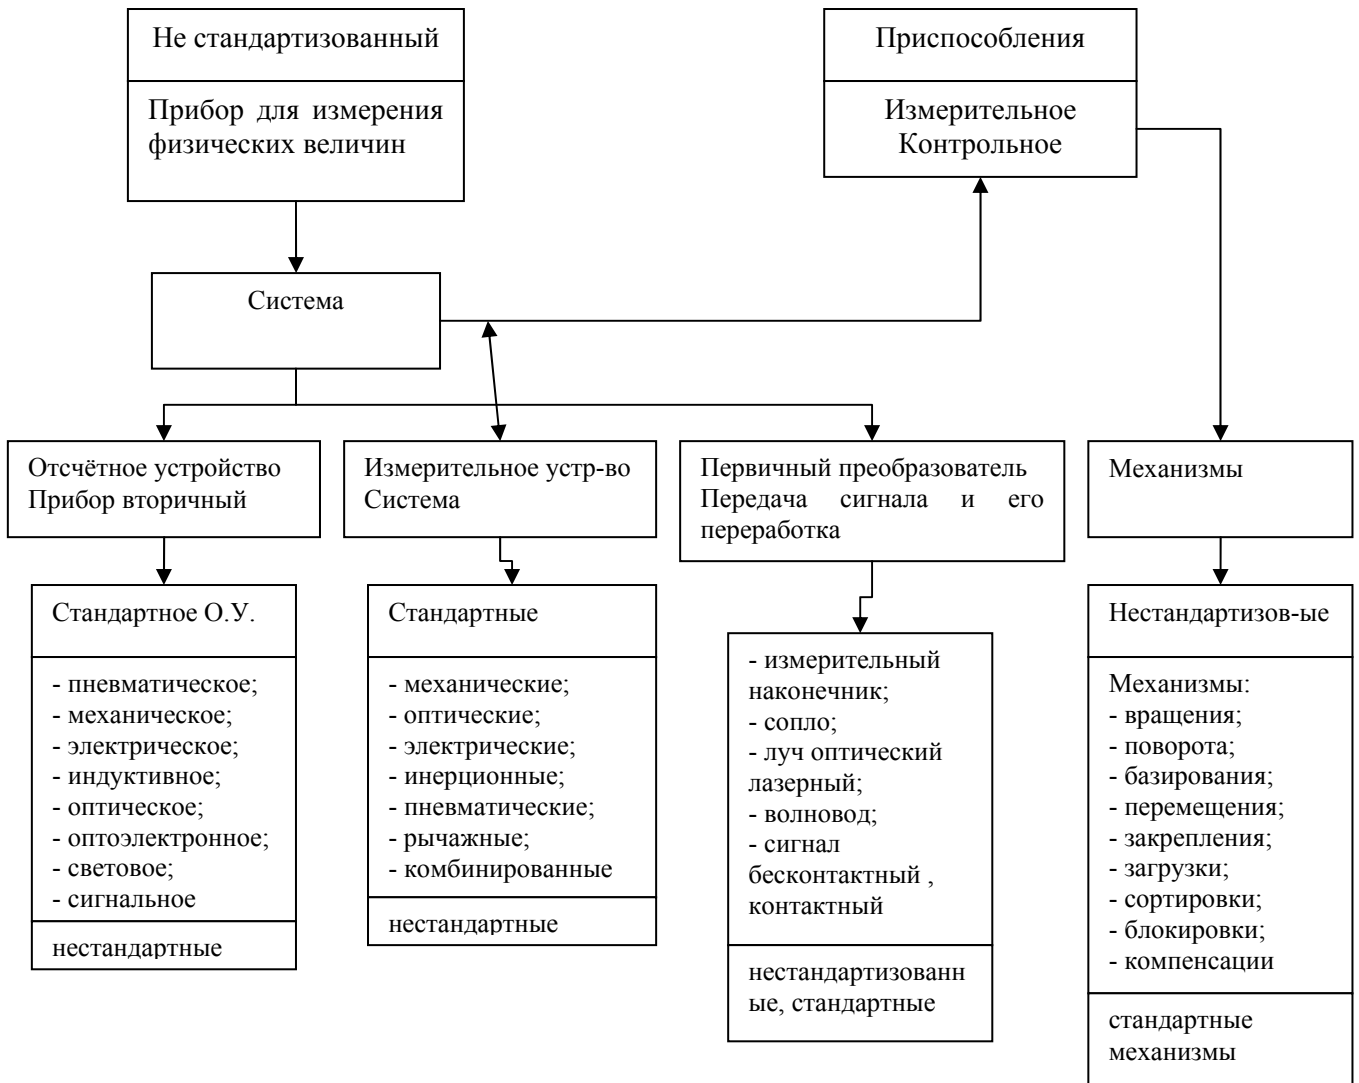 Не стандартизованный
Прибор для измерения
физических величин
Приспособления
Измерительное
Контрольное
Система
Отсчётное устройство
Прибор вторичный
Измерительное устр-во
Система
Первичный преобразователь
Передача сигнала и его
переработка
Механизмы
Стандартное О.У.
- пневматическое;
- механическое;
- электрическое;
- индуктивное;
- оптическое;
- оптоэлектронное;
- световое;
- сигнальное
нестандартные
Стандартные
- механические;
- оптические;
- электрические;
- инерционные;
- пневматические;
- рычажные;
- комбинированные
нестандартные
- измерительный
наконечник;
- сопло;
- луч оптический
лазерный;
- волновод;
- сигнал
бесконтактный ,
контактный
нестандартизованн
ые, стандартные
Нестандартизов-ые
Механизмы:
- вращения;
- поворота;
- базирования;
- перемещения;
- закрепления;
- загрузки;
- сортировки;
- блокировки;
- компенсации
стандартные
механизмы